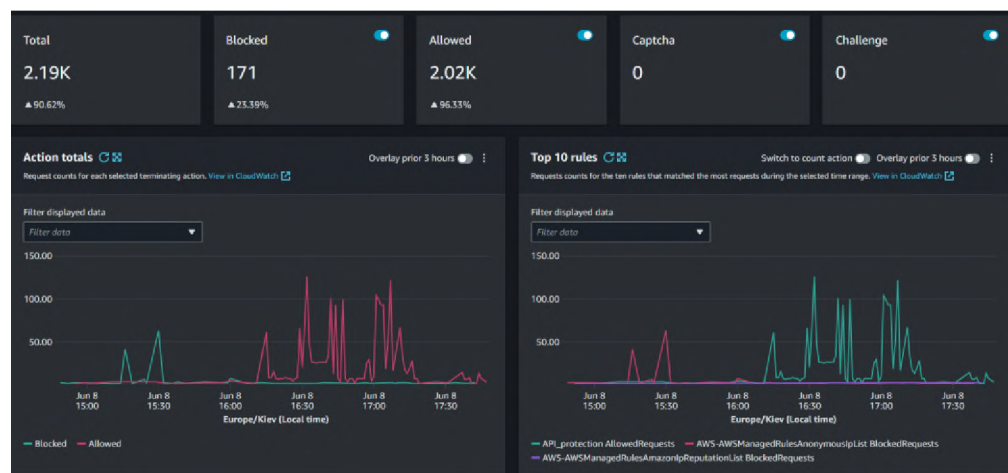 Total
2.19K
▲90.62%
Blocked
171
▲23.39%
Allowed
2.02K
▲96.33%
Captcha
0
Challenge
0
Action totals
Overlay prior 3 hours
Request counts for each selected terminating action. View in CloudWatch
Filter displayed data
Filter data
150.00
100.00
50.00
Jun 8 Jun 8 Jun 8 Jun 8 Jun 8 Jun 8
15:00 15:30 16:00 16:30 17:00 17:30
Europe/Kiev (Local time)
Blocked Allowed
Top 10 rules
Switch to count action Overlay prior 3 hours
Requests counts for the ten rules that matched the most requests during the selected time range. View in CloudWatch
Filter displayed data
Filter data
150.00
100.00
50.00
Jun 8 Jun 8 Jun 8 Jun 8 Jun 8 Jun 8
15:00 15:30 16:00 16:30 17:00 17:30
Europe/Kiev (Local time)
API_protection AllowedRequests AWS-AWSManagedRulesAnonymousIpList BlockedRequests
AWS-AWSManagedRulesAmazonIpReputationList BlockedRequests